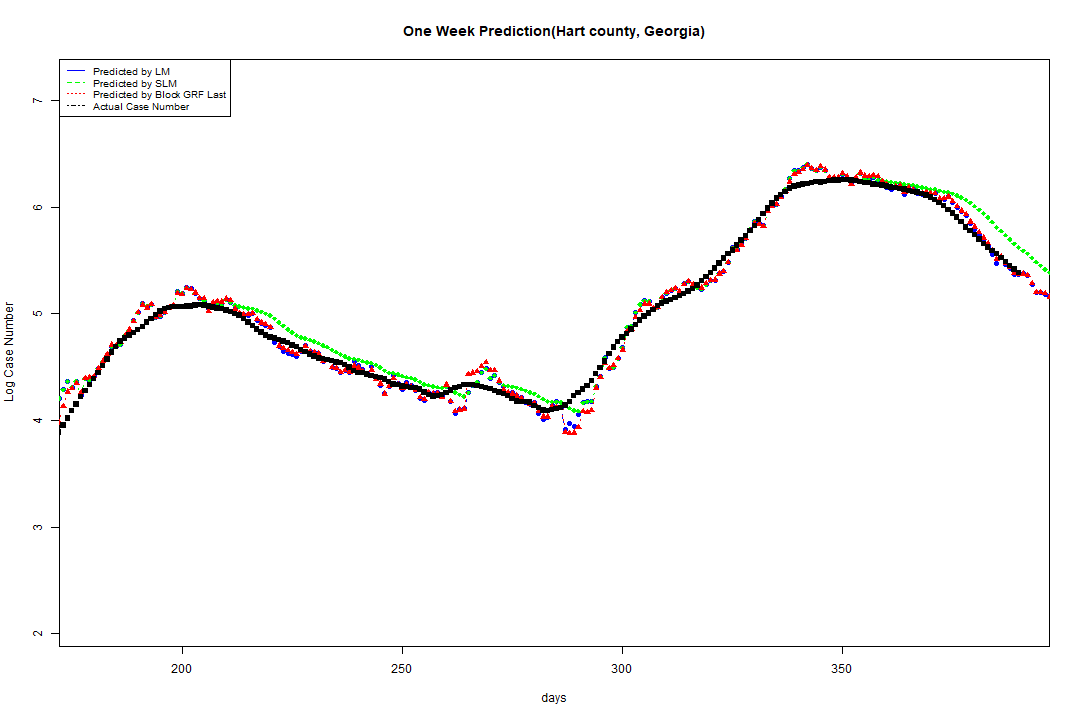 One Week Prediction(Hart county, Georgia)
Predicted by LM
Predicted by SLM
Predicted by Block GRF Last
Actual Case Number
7
6
5
4
3
2
Log Case Number
200 250 300 350
days